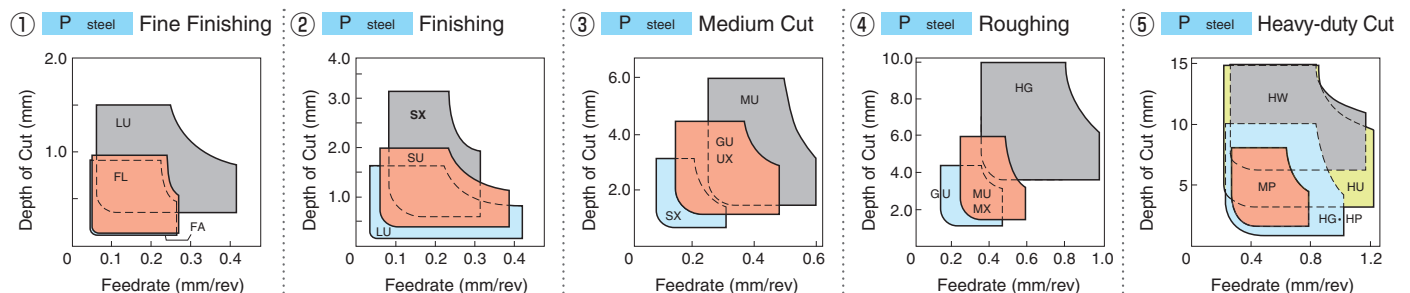 ① P steel Fine Finishing
2.0
1.0
0
0.1
0.2
0.3
0.4
Depth of Cut (mm)
Feedrate (mm/rev)
LU
FL
FA
② P steel Finishing
4.0
3.0
2.0
1.0
0
0.1
0.2
0.3
0.4
Depth of Cut (mm)
Feedrate (mm/rev)
SX
SU
LU
③ P steel Medium Cut
6.0
4.0
2.0
0
0.2
0.4
0.6
Depth of Cut (mm)
Feedrate (mm/rev)
MU
GU
UX
SX
④ P steel Roughing
10.0
8.0
6.0
4.0
2.0
0
0.2
0.4
0.6
0.8
1.0
Depth of Cut (mm)
Feedrate (mm/rev)
HG
GU
MU
MX
⑤ P steel Heavy-duty Cut
15
10
5
0
0.4
0.8
1.2
Depth of Cut (mm)
Feedrate (mm/rev)
HW
MP
HU
HG·HP